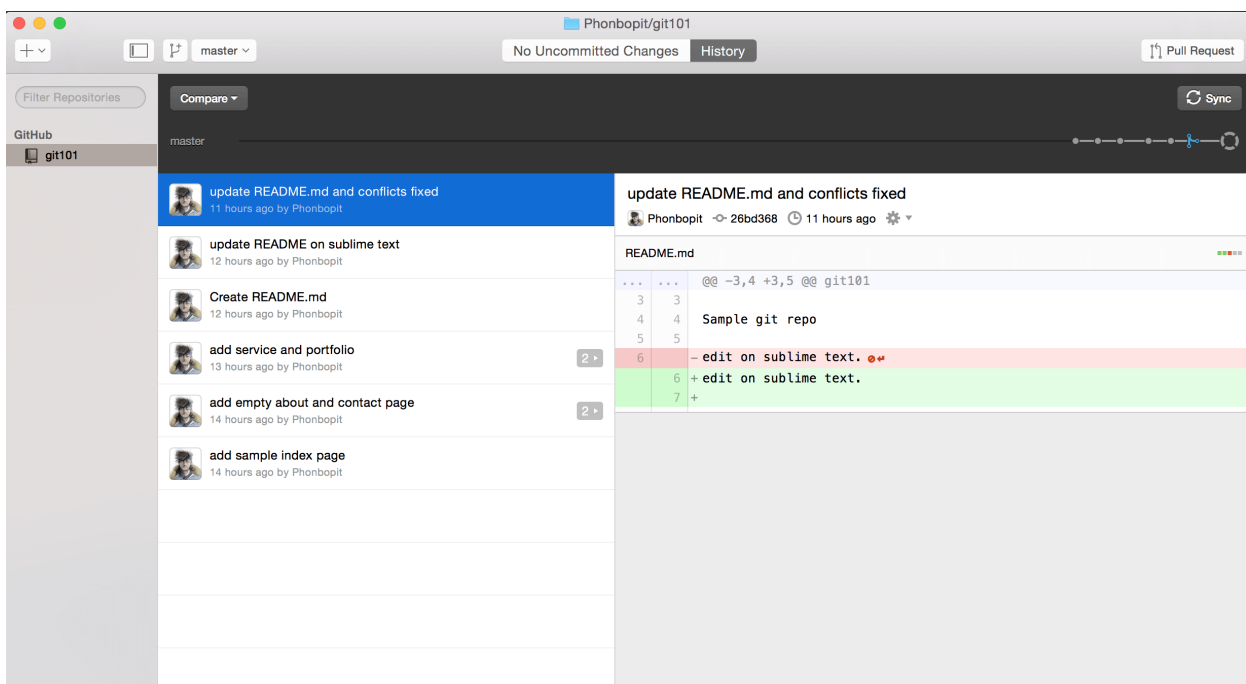 Phonbopit/git101
master
No Uncommitted Changes
History
Pull Request
Filter Repositories
Compare
Sync
GitHub
git101
master
update README.md and conflicts fixed
11 hours ago by Phonbopit
update README on sublime text
12 hours ago by Phonbopit
Create README.md
12 hours ago by Phonbopit
add service and portfolio
13 hours ago by Phonbopit
2
add empty about and contact page
14 hours ago by Phonbopit
2
add sample index page
14 hours ago by Phonbopit
update README.md and conflicts fixed
Phonbopit 26bd368 11 hours ago
README.md
... ... @@ -3,4 +3,5 @@ git101
3 3
4 4 Sample git repo
5 5
6 - edit on sublime text.
6 + edit on sublime text.
7 +